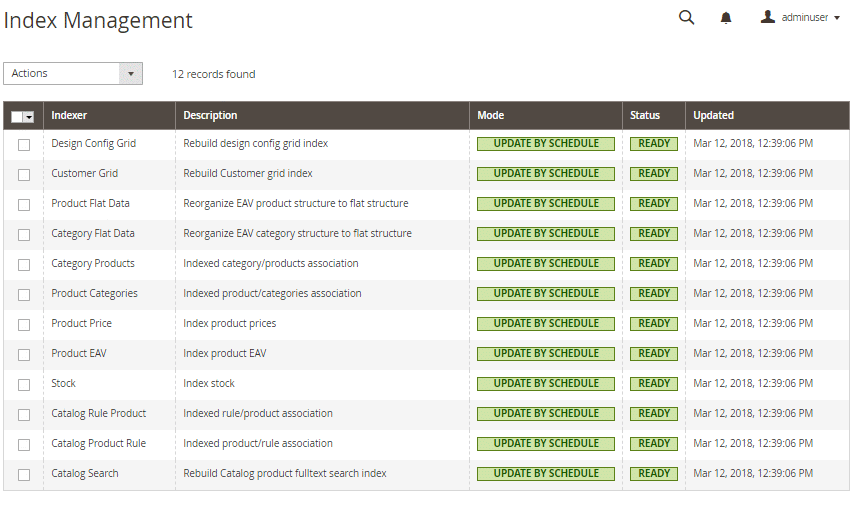 Index Management
adminuser
Actions
12 records found
Indexer Description Mode Status Updated
Design Config Grid Rebuild design config grid index UPDATE BY SCHEDULE READY Mar 12, 2018, 12:39:06 PM
Customer Grid Rebuild Customer grid index UPDATE BY SCHEDULE READY Mar 12, 2018, 12:39:06 PM
Product Flat Data Reorganize EAV product structure to flat structure UPDATE BY SCHEDULE READY Mar 12, 2018, 12:39:06 PM
Category Flat Data Reorganize EAV category structure to flat structure UPDATE BY SCHEDULE READY Mar 12, 2018, 12:39:06 PM
Category Products Indexed category/products association UPDATE BY SCHEDULE READY Mar 12, 2018, 12:39:06 PM
Product Categories Indexed product/categories association UPDATE BY SCHEDULE READY Mar 12, 2018, 12:39:06 PM
Product Price Index product prices UPDATE BY SCHEDULE READY Mar 12, 2018, 12:39:06 PM
Product EAV Index product EAV UPDATE BY SCHEDULE READY Mar 12, 2018, 12:39:06 PM
Stock Index stock UPDATE BY SCHEDULE READY Mar 12, 2018, 12:39:06 PM
Catalog Rule Product Indexed rule/product association UPDATE BY SCHEDULE READY Mar 12, 2018, 12:39:06 PM
Catalog Product Rule Indexed product/rule association UPDATE BY SCHEDULE READY Mar 12, 2018, 12:39:06 PM
Catalog Search Rebuild Catalog product fulltext search index UPDATE BY SCHEDULE READY Mar 12, 2018, 12:39:06 PM